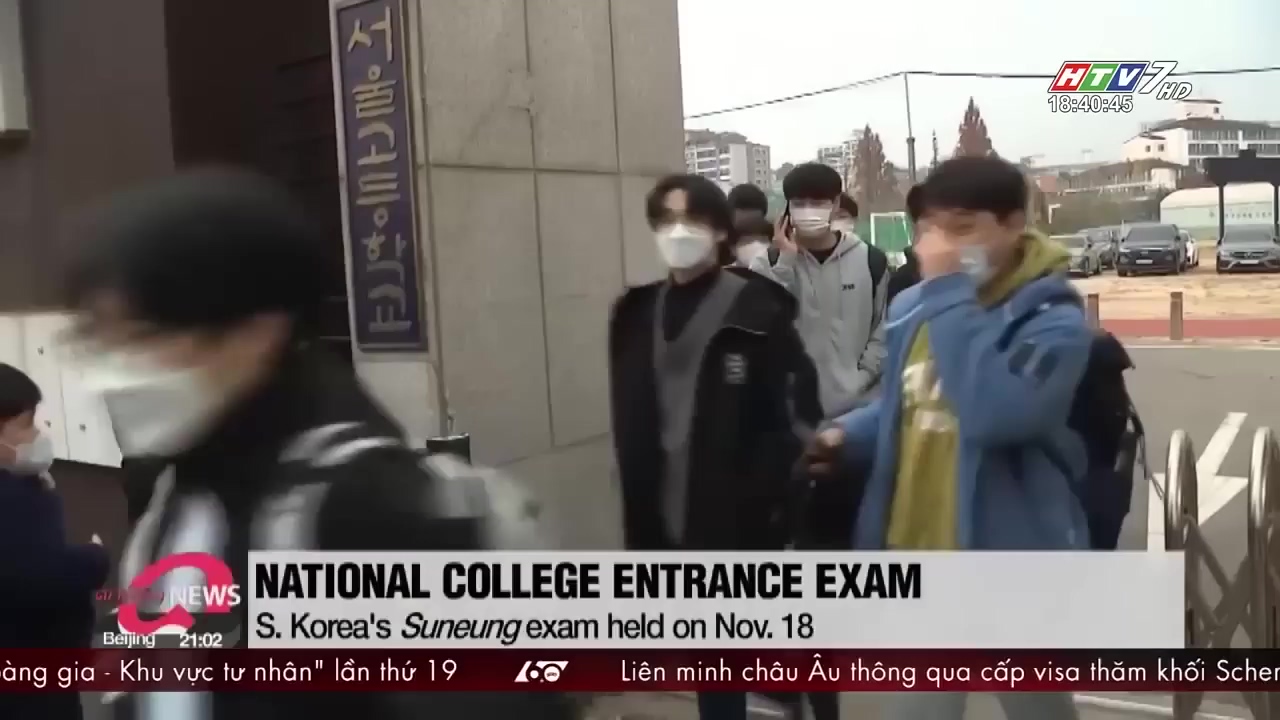 HTV7 HD
18:40:45
NEWS
NATIONAL COLLEGE ENTRANCE EXAM
S. Korea's Suneung exam held on Nov. 18
Beijing 21:02
àng gia - Khu vực tư nhân" lần thứ 19 60 Liên minh châu Âu thông qua cấp visa thăm khối Scher